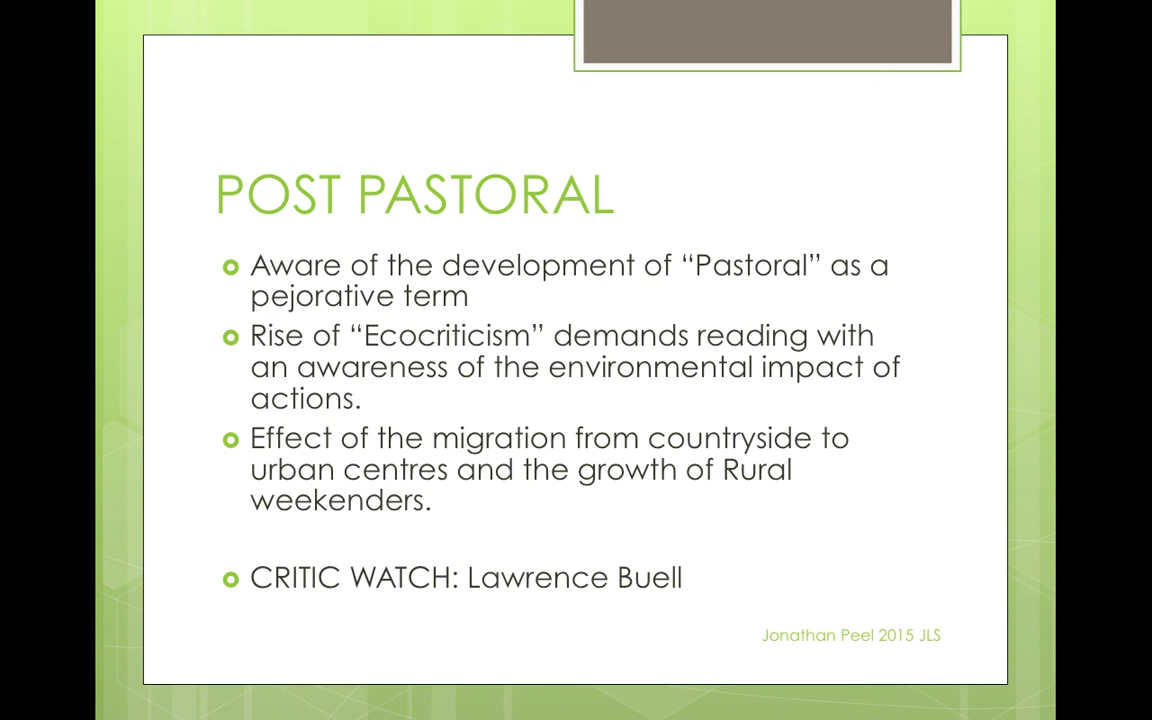 POST PASTORAL
Aware of the development of “Pastoral” as a
pejorative term
Rise of “Ecocriticism” demands reading with
an awareness of the environmental impact of
actions.
Effect of the migration from countryside to
urban centres and the growth of Rural
weekenders.
CRITIC WATCH: Lawrence Buell
Jonathan Peel 2015 JLS